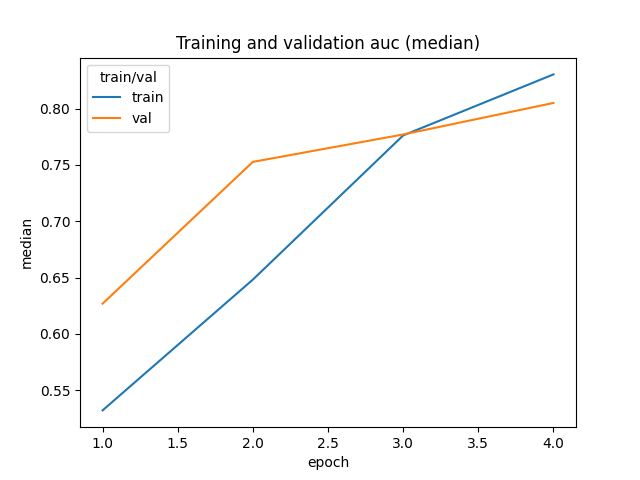 Training and validation auc (median)
train/val
train
val
0.80
0.75
0.70
0.65
0.60
0.55
median
1.0 1.5 2.0 2.5 3.0 3.5 4.0
epoch